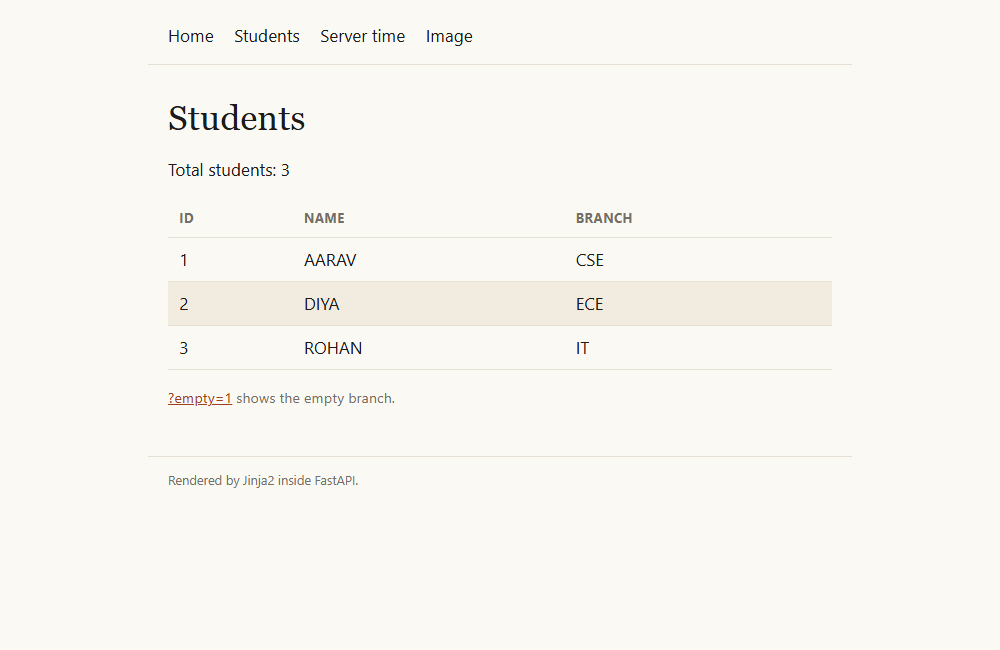 Home Students Server time Image
Students
Total students: 3
ID NAME BRANCH
1 AARAV CSE
2 DIYA ECE
3 ROHAN IT
?empty=1 shows the empty branch.
Rendered by Jinja2 inside FastAPI.